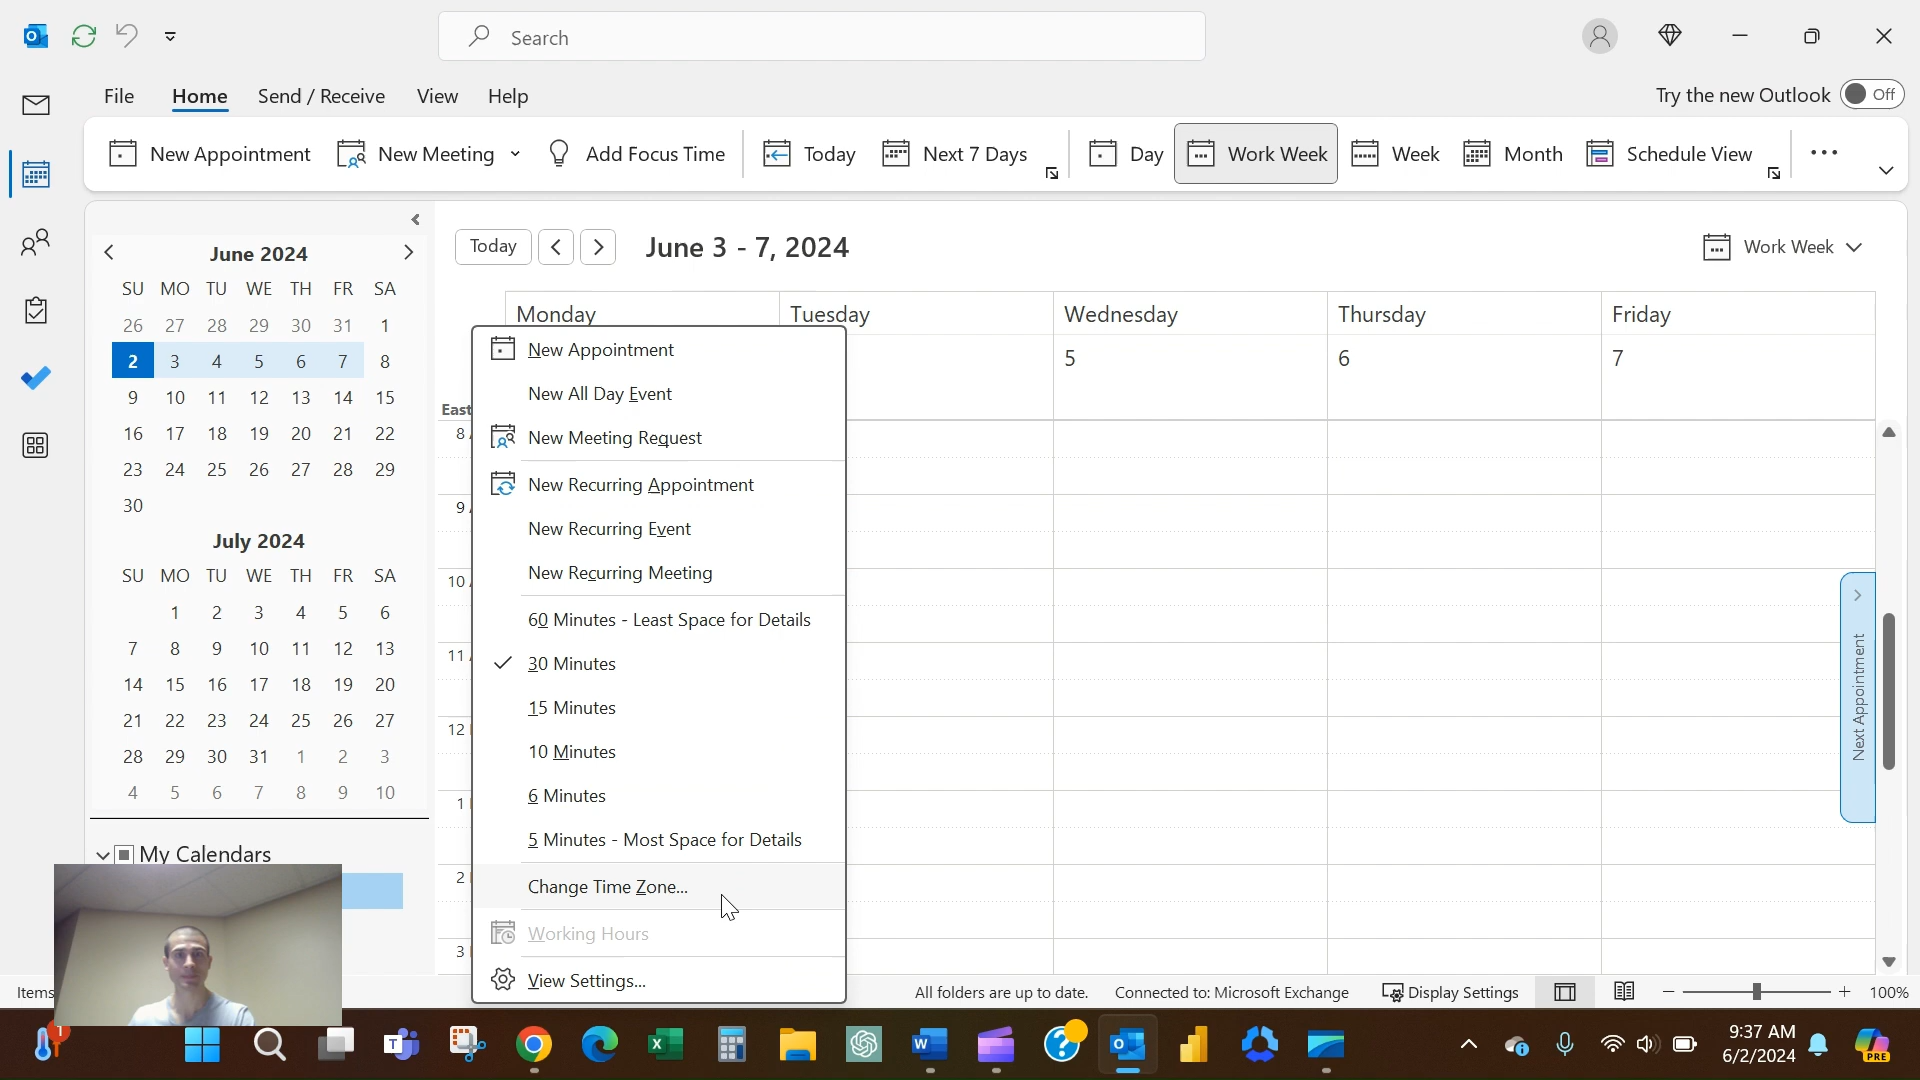 Search
File Home Send / Receive View Help
Try the new Outlook Off
New Appointment New Meeting Add Focus Time Today Next 7 Days Day Work Week Week Month Schedule View ...
June 2024
SU MO TU WE TH FR SA
26 27 28 29 30 31 1
2 3 4 5 6 7 8
9 10 11 12 13 14 15
16 17 18 19 20 21 22
23 24 25 26 27 28 29
30
July 2024
SU MO TU WE TH FR SA
1 2 3 4 5 6
7 8 9 10 11 12 13
14 15 16 17 18 19 20
21 22 23 24 25 26 27
28 29 30 31 1 2 3
4 5 6 7 8 9 10
My Calendars
Today June 3 - 7, 2024 Work Week
Monday Tuesday Wednesday Thursday Friday
5 6 7
East
8
9
10
11
12
1
2
3
New Appointment
New All Day Event
New Meeting Request
New Recurring Appointment
New Recurring Event
New Recurring Meeting
60 Minutes - Least Space for Details
30 Minutes
15 Minutes
10 Minutes
6 Minutes
5 Minutes - Most Space for Details
Change Time Zone...
Working Hours
View Settings...
Next Appointment
Items
All folders are up to date. Connected to: Microsoft Exchange Display Settings 100%
1
9:37 AM
6/2/2024
PRE